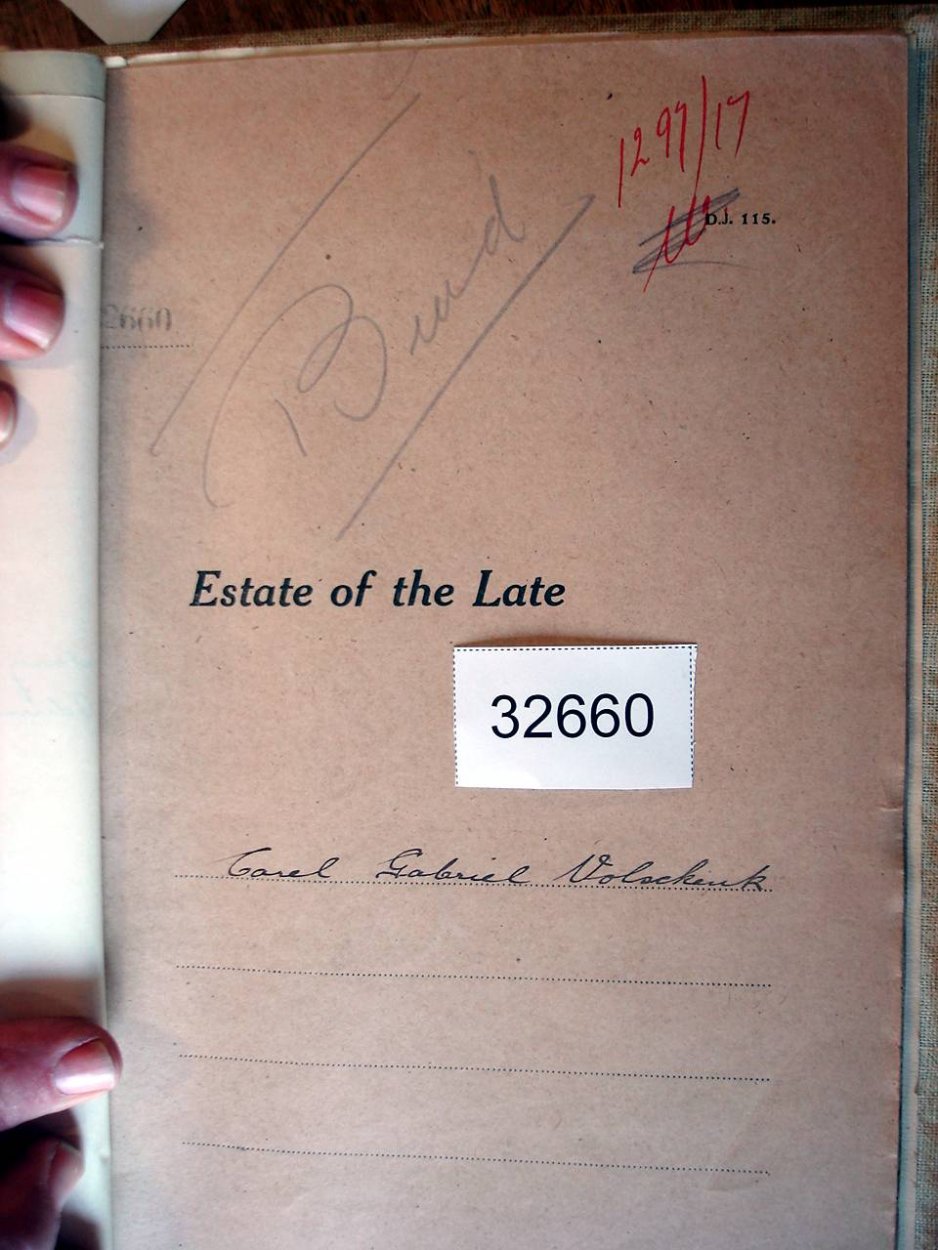 1297/17
D.J. 115.
2660
Bund
Estate of the Late
32660
Carel Gabriel Volschenk